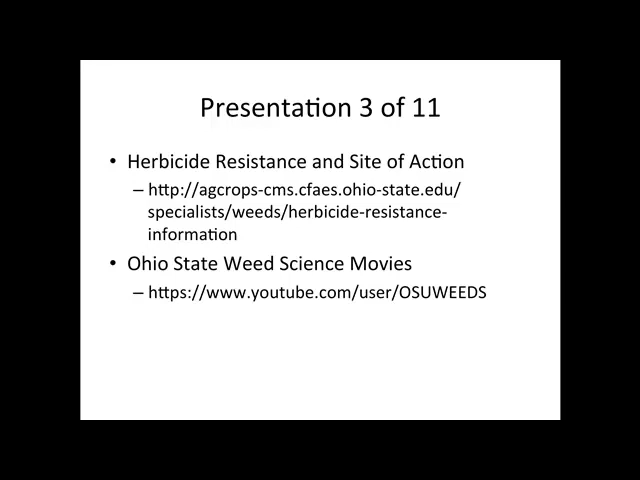 Presentation 3 of 11
• Herbicide Resistance and Site of Action
– http://agcrops-cms.cfaes.ohio-state.edu/
specialists/weeds/herbicide-resistance-
information
• Ohio State Weed Science Movies
– https://www.youtube.com/user/OSUWEEDS